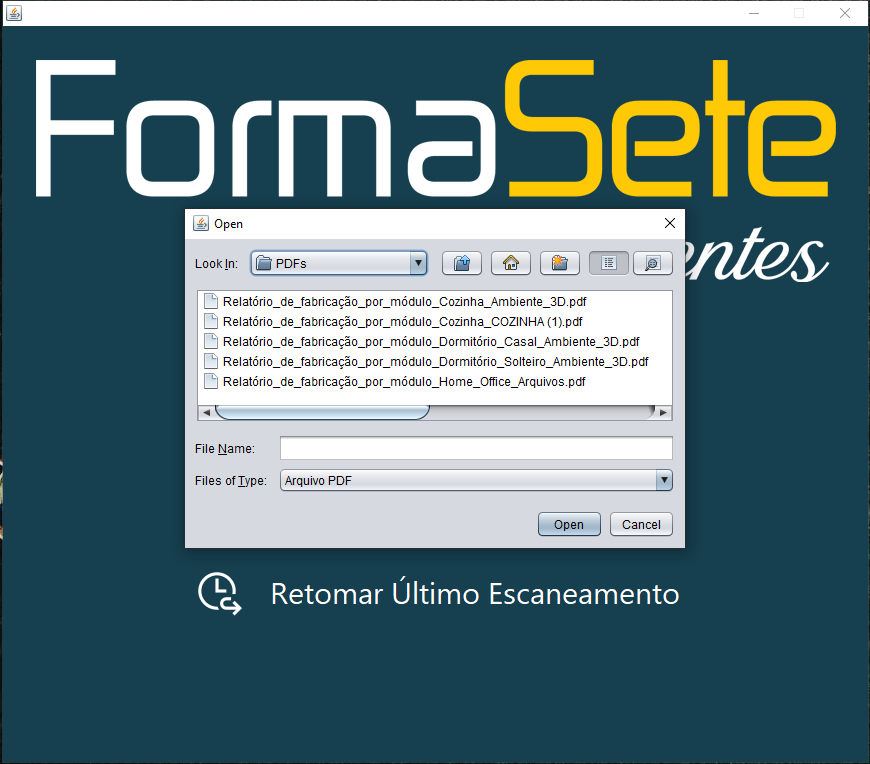 FormaSete
entes
Open
Look In: PDFs
Relatório_de_fabricação_por_módulo_Cozinha_Ambiente_3D.pdf
Relatório_de_fabricação_por_módulo_Cozinha_COZINHA (1).pdf
Relatório_de_fabricação_por_módulo_Dormitório_Casal_Ambiente_3D.pdf
Relatório_de_fabricação_por_módulo_Dormitório_Solteiro_Ambiente_3D.pdf
Relatório_de_fabricação_por_módulo_Home_Office_Arquivos.pdf
File Name:
Files of Type: Arquivo PDF
Open Cancel
Retomar Último Escaneamento